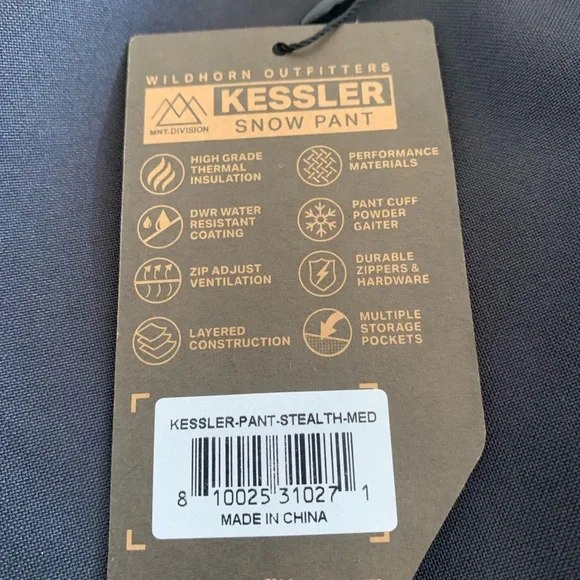 WILDHORN OUTFITTERS
MNT.DIVISION
KESSLER
SNOW PANT
HIGH GRADE
THERMAL
INSULATION
PERFORMANCE
MATERIALS
DWR WATER
RESISTANT
COATING
PANT CUFF
POWDER
GAITER
ZIP ADJUST
VENTILATION
DURABLE
ZIPPERS &
HARDWARE
LAYERED
CONSTRUCTION
MULTIPLE
STORAGE
POCKETS
KESSLER-PANT-STEALTH-MED
8 10025 31027 1
MADE IN CHINA